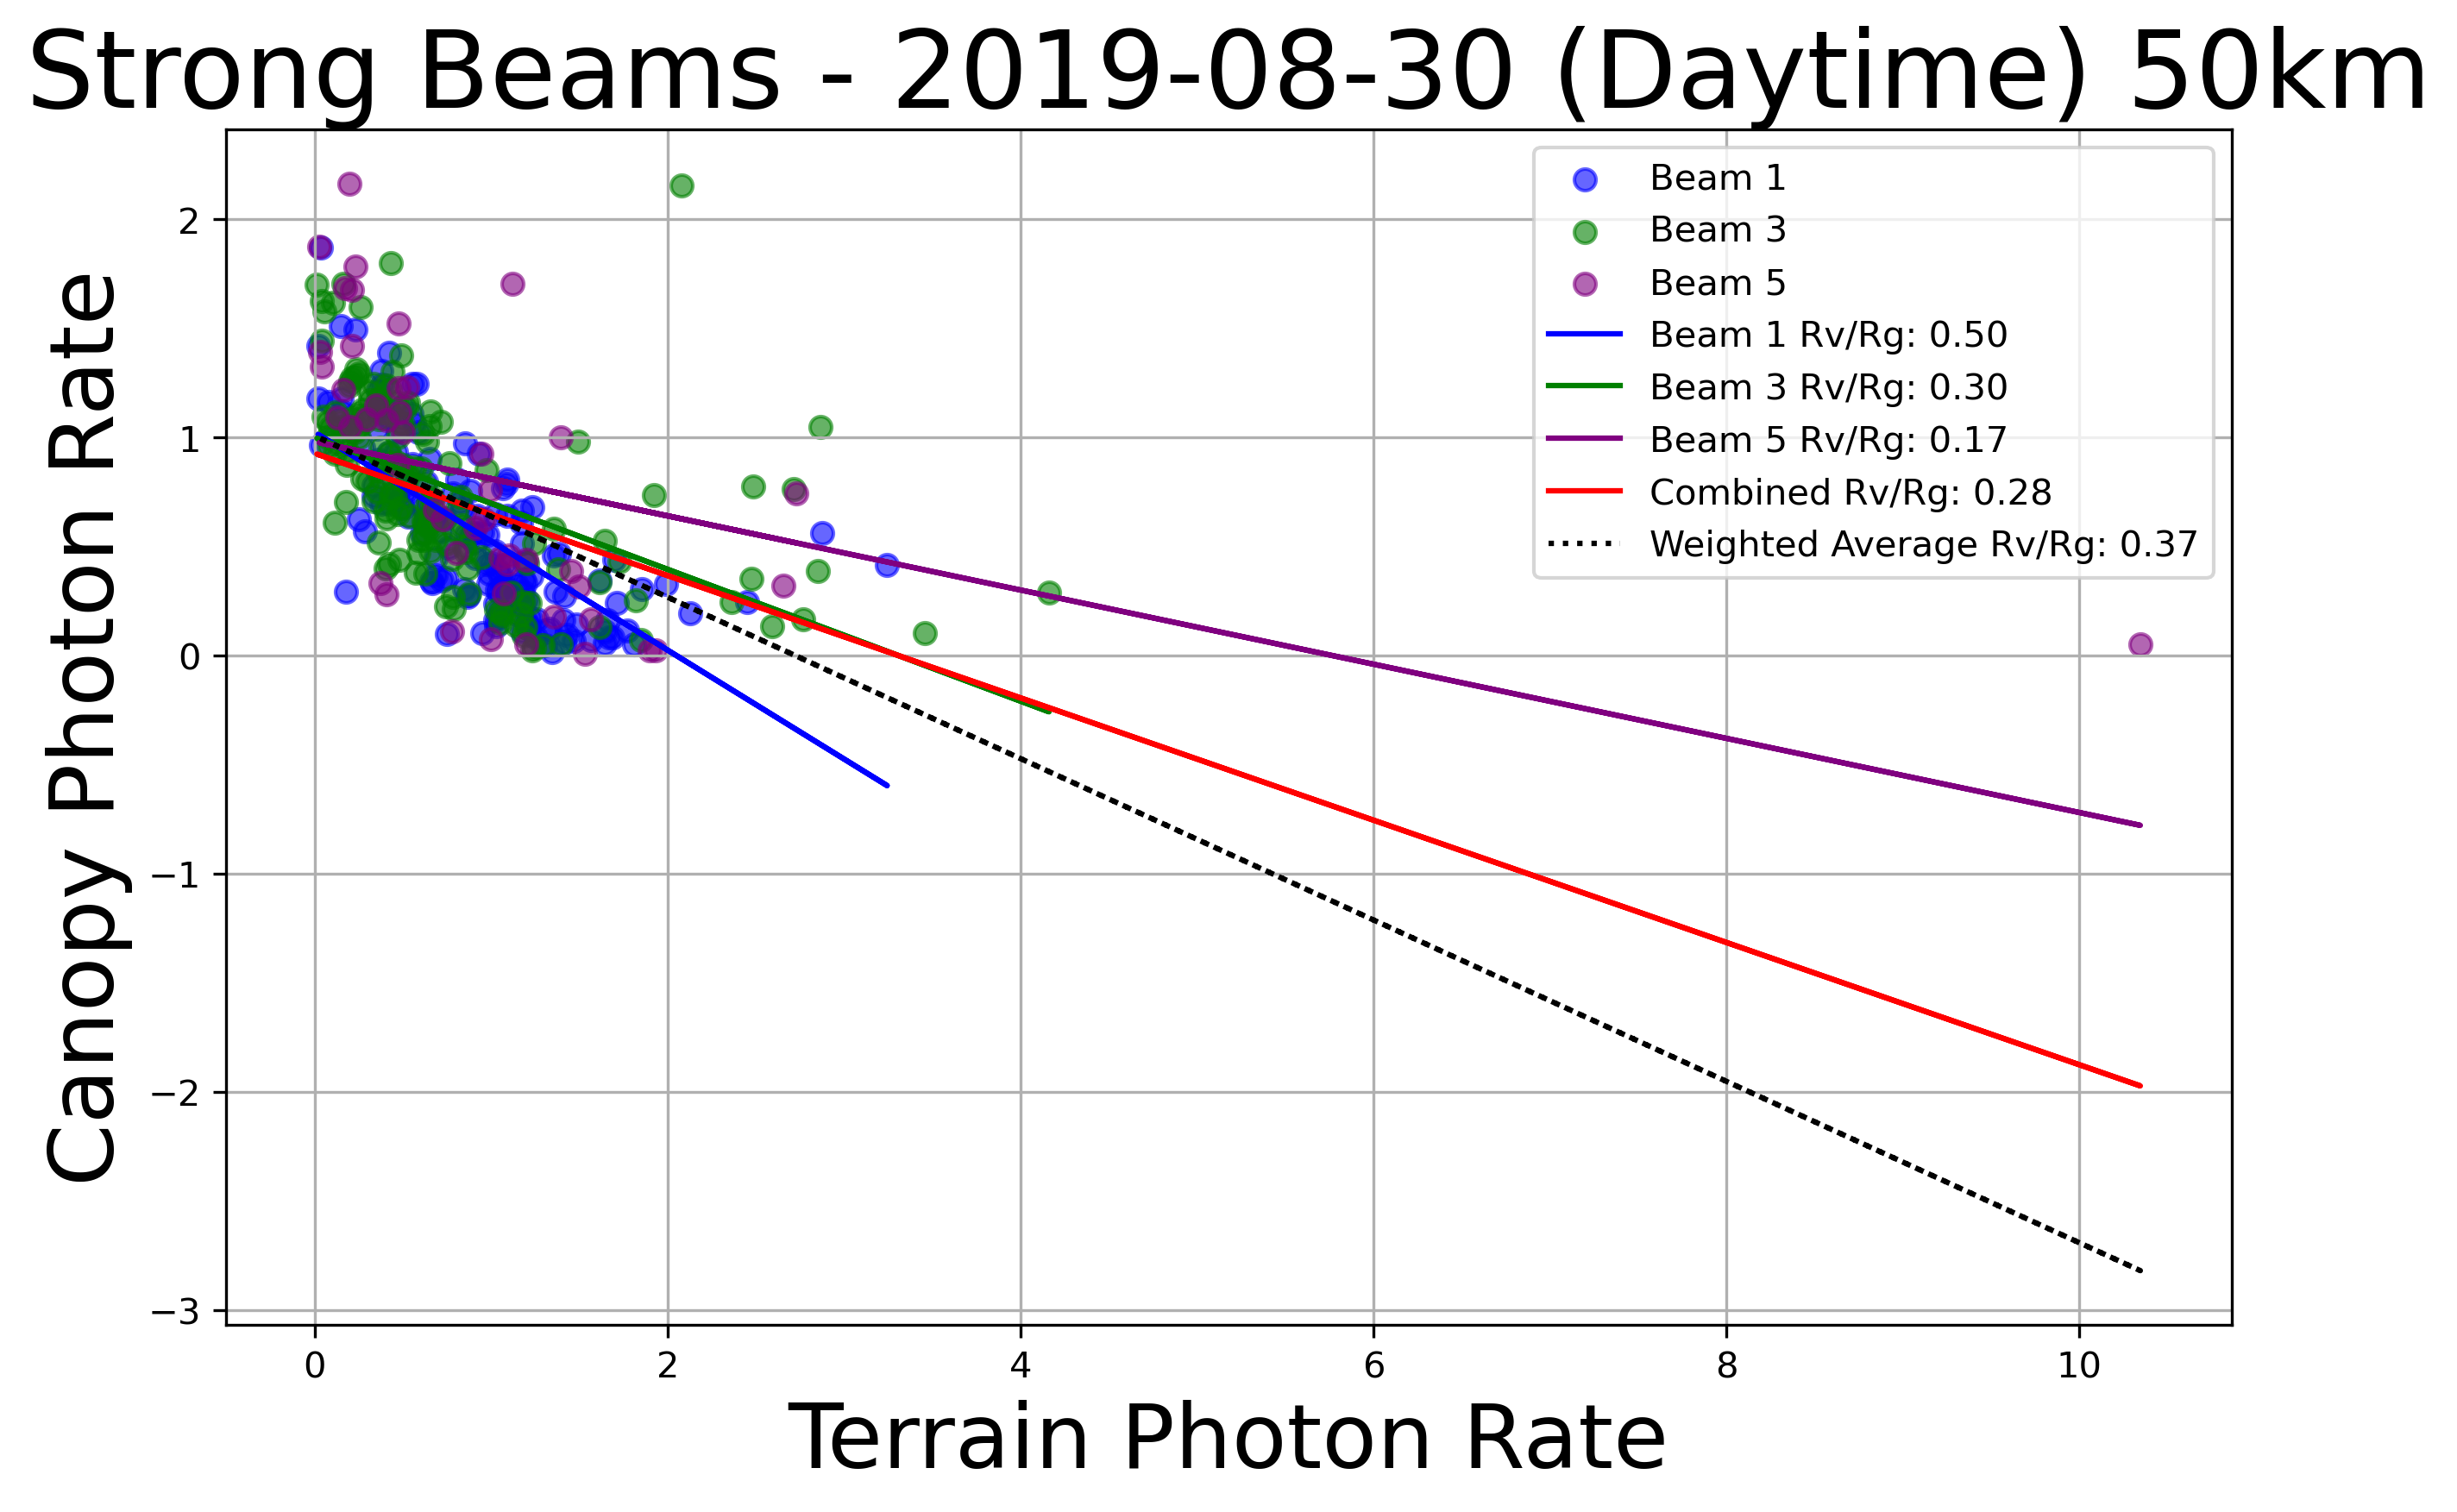 Strong Beams - 2019-08-30 (Daytime) 50km
Canopy Photon Rate
2
1
0
−1
−2
−3
Beam 1
Beam 3
Beam 5
Beam 1 Rv/Rg: 0.50
Beam 3 Rv/Rg: 0.30
Beam 5 Rv/Rg: 0.17
Combined Rv/Rg: 0.28
Weighted Average Rv/Rg: 0.37
0 2 4 6 8 10
Terrain Photon Rate